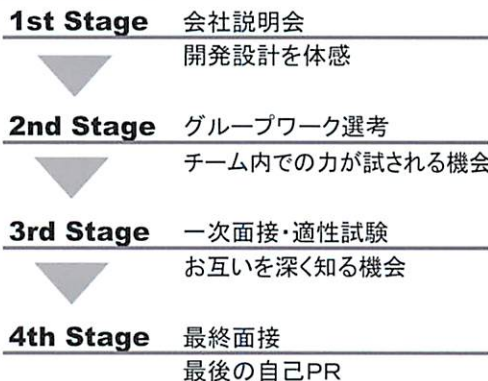 1st Stage 会社説明会
開発設計を体感
2nd Stage グループワーク選考
チーム内での力が試される機会
3rd Stage 一次面接・適性試験
お互いを深く知る機会
4th Stage 最終面接
最後の自己PR